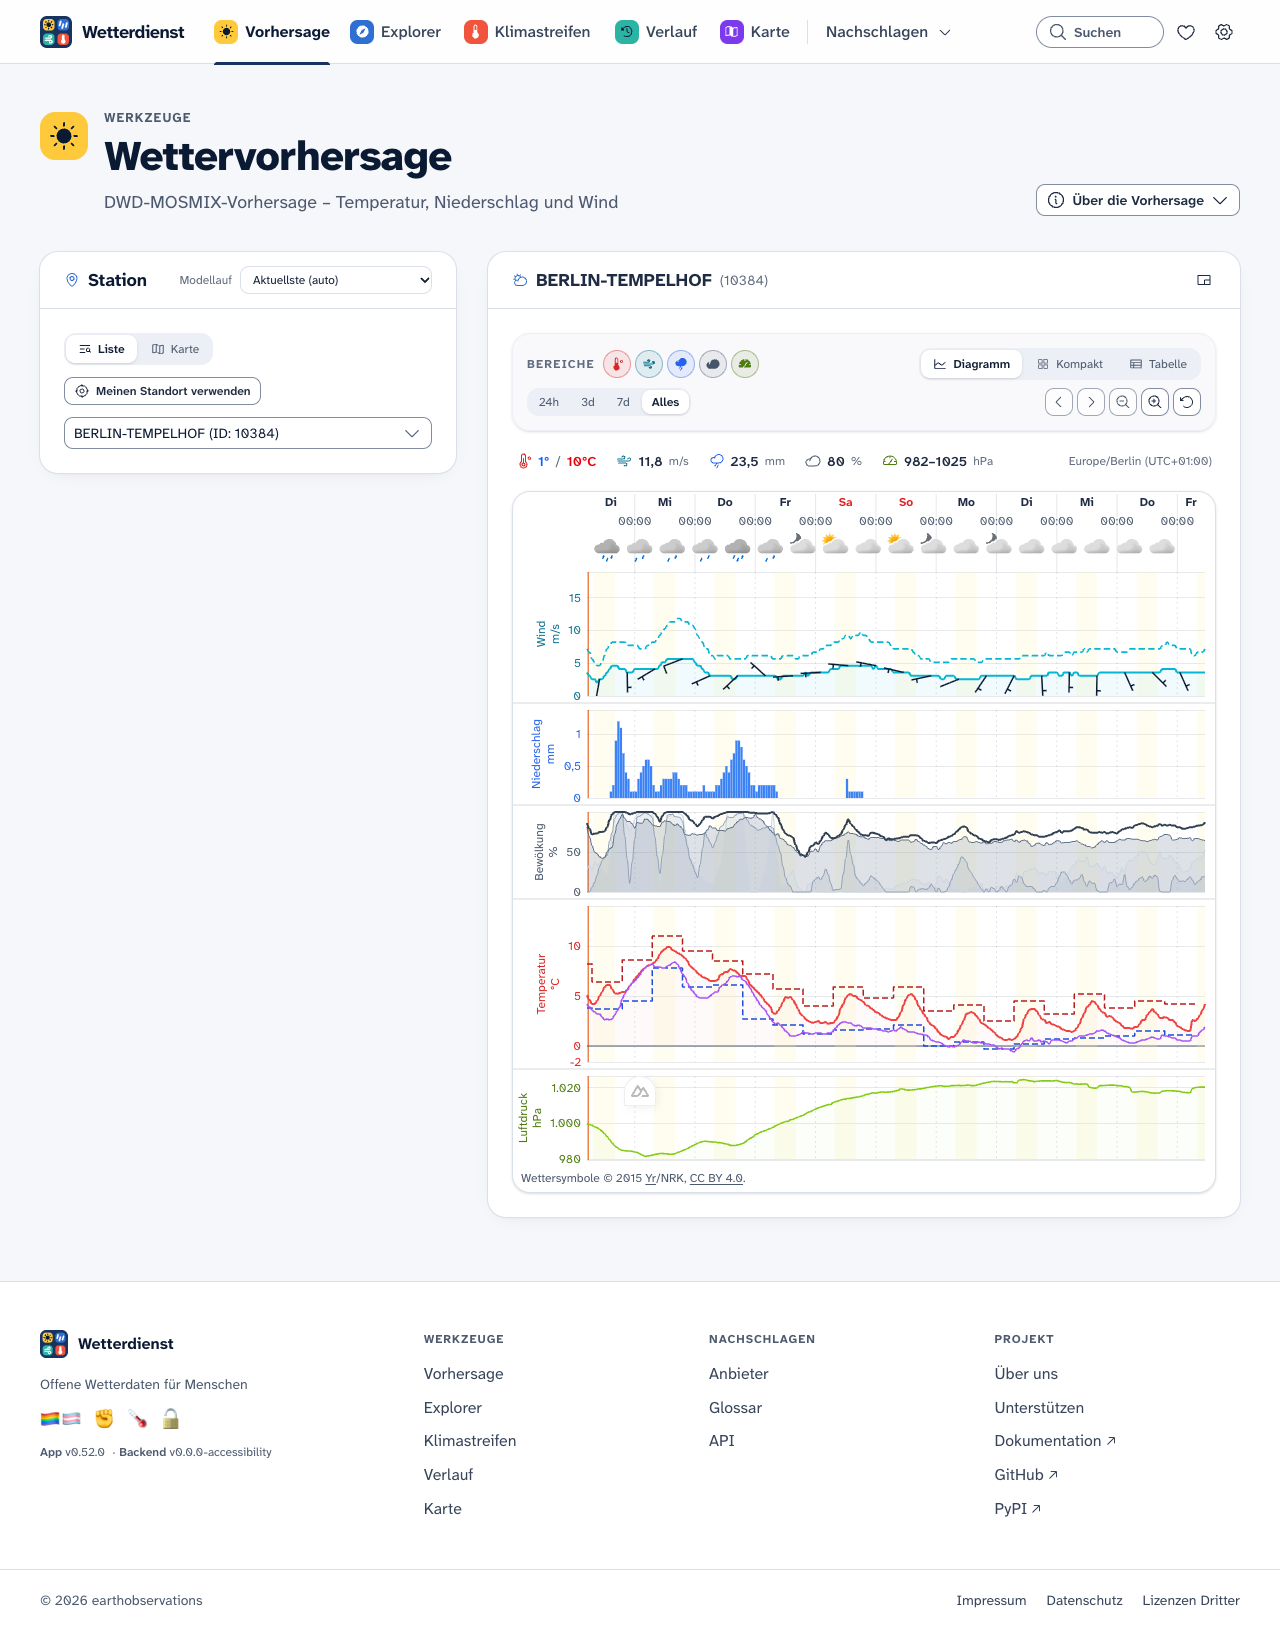 Wetterdienst
Vorhersage
Explorer
Klimastreifen
Verlauf
Karte
Nachschlagen
Suchen
WERKZEUGE
Wettervorhersage
DWD-MOSMIX-Vorhersage – Temperatur, Niederschlag und Wind
Über die Vorhersage
Station
Modellauf
Aktuellste (auto)
Liste
Karte
Meinen Standort verwenden
BERLIN-TEMPELHOF (ID: 10384)
BERLIN-TEMPELHOF (10384)
BEREICHE
Diagramm
Kompakt
Tabelle
24h
3d
7d
Alles
1° / 10°C
11,8 m/s
23,5 mm
80 %
982–1025 hPa
Europe/Berlin (UTC+01:00)
Di Mi Do Fr Sa So Mo Di Mi Do Fr
00:00 00:00 00:00 00:00 00:00 00:00 00:00 00:00 00:00 00:00
Wind
m/s
15
10
5
0
Niederschlag
mm
1
0,5
0
Bewölkung
%
50
0
Temperatur
°C
10
5
0
-2
Luftdruck
hPa
1.020
1.000
980
Wettersymbole © 2015 Yr/NRK, CC BY 4.0.
Wetterdienst
Offene Wetterdaten für Menschen
App v0.52.0 · Backend v0.0.0-accessibility
WERKZEUGE
Vorhersage
Explorer
Klimastreifen
Verlauf
Karte
NACHSCHLAGEN
Anbieter
Glossar
API
PROJEKT
Über uns
Unterstützen
Dokumentation ↗
GitHub ↗
PyPI ↗
© 2026 earthobservations
Impressum
Datenschutz
Lizenzen Dritter